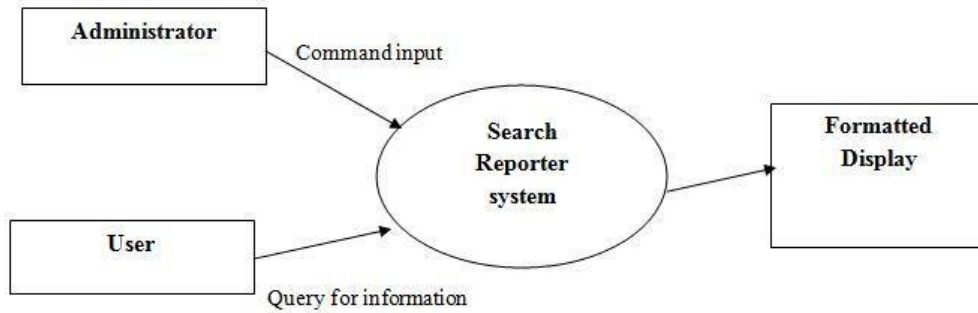 Administrator
Command input
Search
Reporter
system
Formatted
Display
User
Query for information